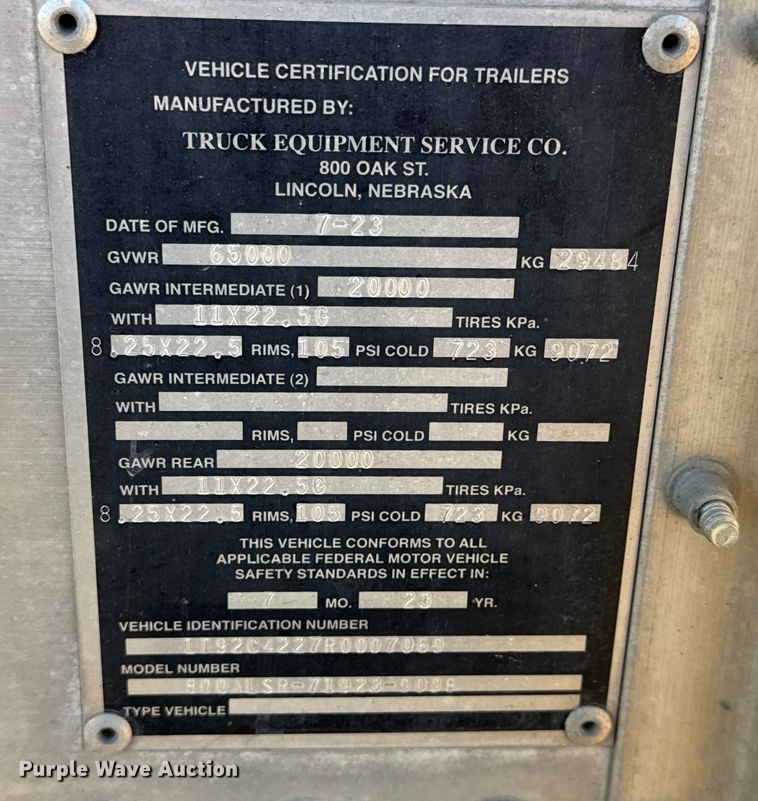 VEHICLE CERTIFICATION FOR TRAILERS
MANUFACTURED BY:
TRUCK EQUIPMENT SERVICE CO.
800 OAK ST.
LINCOLN, NEBRASKA
DATE OF MFG. 7-23
GVWR 65000 KG 29484
GAWR INTERMEDIATE (1) 20000
WITH 11X22.5G TIRES KPa.
8.25X22.5 RIMS, 105 PSI COLD 723 KG 9072
GAWR INTERMEDIATE (2)
WITH TIRES KPa.
RIMS, PSI COLD KG
GAWR REAR 20000
WITH 11X22.5G TIRES KPa.
8.25X22.5 RIMS, 105 PSI COLD 723 KG 9072
THIS VEHICLE CONFORMS TO ALL
APPLICABLE FEDERAL MOTOR VEHICLE
SAFETY STANDARDS IN EFFECT IN:
7 MO. 23 YR.
VEHICLE IDENTIFICATION NUMBER
MODEL NUMBER
TYPE VEHICLE
Purple Wave Auction